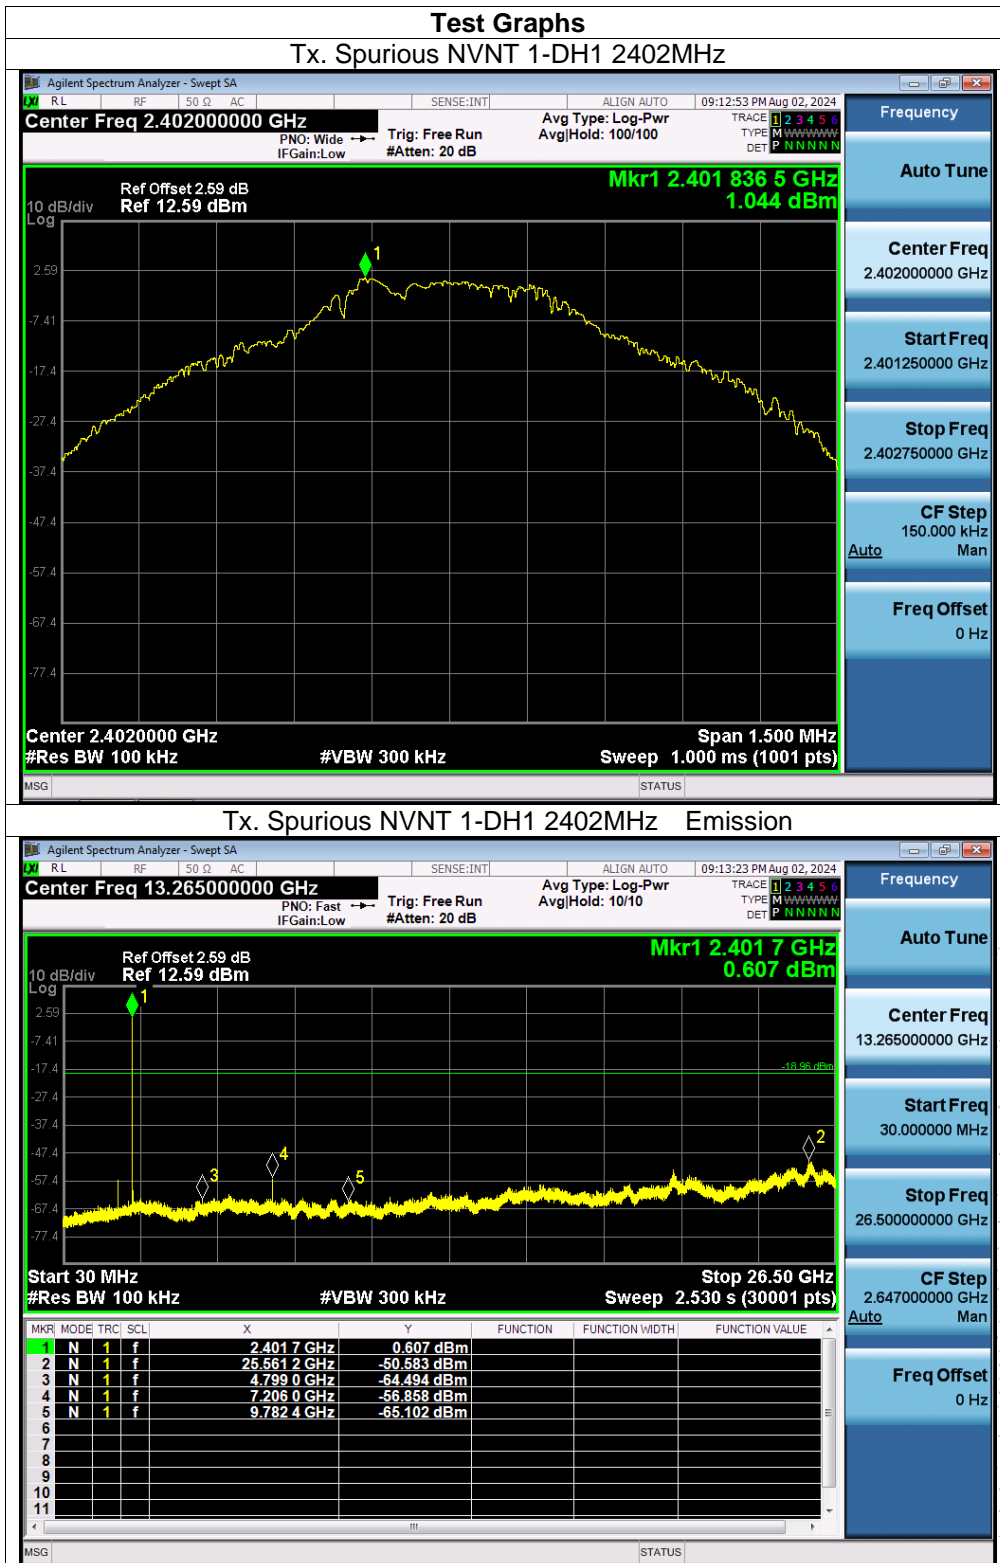 Test Graphs
Tx. Spurious NVNT 1-DH1 2402MHz
Agilent Spectrum Analyzer - Swept SA
LXI RL RF 50 Ω AC SENSE:INT ALIGN AUTO 09:12:53 PM Aug 02, 2024
Center Freq 2.402000000 GHz
PNO: Wide
IFGain:Low
Trig: Free Run
#Atten: 20 dB
Avg Type: Log-Pwr
Avg|Hold: 100/100
TRACE 1 2 3 4 5 6
TYPE M WWWWW
DET P N N N N N
Mkr1 2.401 836 5 GHz
1.044 dBm
Ref Offset 2.59 dB
10 dB/div Ref 12.59 dBm
Log
1
2.59
-7.41
-17.4
-27.4
-37.4
-47.4
-57.4
-67.4
-77.4
Center 2.4020000 GHz Span 1.500 MHz
#Res BW 100 kHz #VBW 300 kHz Sweep 1.000 ms (1001 pts)
MSG STATUS
Frequency
Auto Tune
Center Freq
2.402000000 GHz
Start Freq
2.401250000 GHz
Stop Freq
2.402750000 GHz
CF Step
150.000 kHz
Auto Man
Freq Offset
0 Hz
Tx. Spurious NVNT 1-DH1 2402MHz Emission
Agilent Spectrum Analyzer - Swept SA
LXI RL RF 50 Ω AC SENSE:INT ALIGN AUTO 09:13:23 PM Aug 02, 2024
Center Freq 13.265000000 GHz
PNO: Fast
IFGain:Low
Trig: Free Run
#Atten: 20 dB
Avg Type: Log-Pwr
Avg|Hold: 10/10
TRACE 1 2 3 4 5 6
TYPE M WWWWW
DET P N N N N N
Mkr1 2.401 7 GHz
0.607 dBm
Ref Offset 2.59 dB
10 dB/div Ref 12.59 dBm
Log
1
2.59
-7.41
-17.4
-18.96 dBm
-27.4
-37.4
-47.4
2
4
-57.4
3
5
-67.4
-77.4
Start 30 MHz Stop 26.50 GHz
#Res BW 100 kHz #VBW 300 kHz Sweep 2.530 s (30001 pts)
MKR MODE TRC SCL X Y FUNCTION FUNCTION WIDTH FUNCTION VALUE
1 N 1 f 2.401 7 GHz 0.607 dBm
2 N 1 f 25.561 2 GHz -50.583 dBm
3 N 1 f 4.799 0 GHz -64.494 dBm
4 N 1 f 7.206 0 GHz -56.858 dBm
5 N 1 f 9.782 4 GHz -65.102 dBm
6
7
8
9
10
11
MSG STATUS
Frequency
Auto Tune
Center Freq
13.265000000 GHz
Start Freq
30.000000 MHz
Stop Freq
26.500000000 GHz
CF Step
2.647000000 GHz
Auto Man
Freq Offset
0 Hz